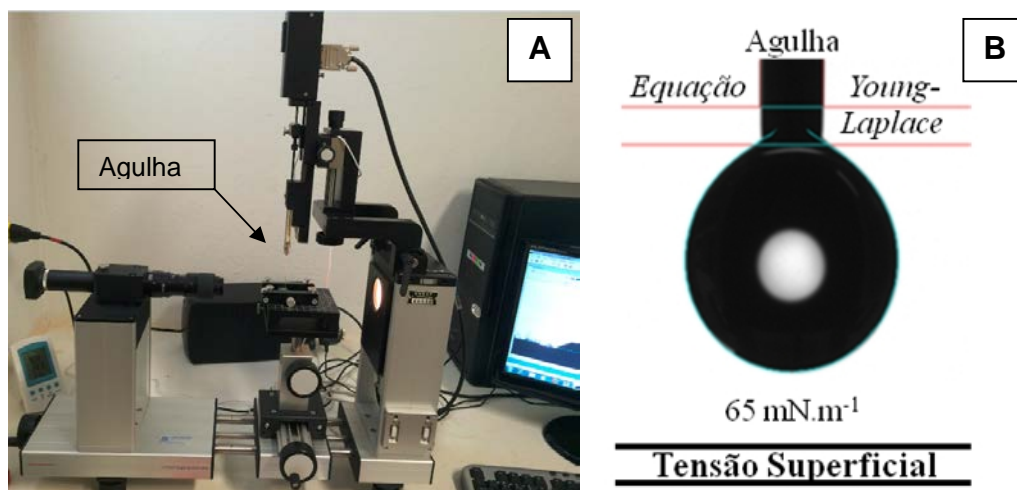 A
Agulha
B
Agulha
Equação Young-
Laplace
65 mN.m⁻¹
Tensão Superficial